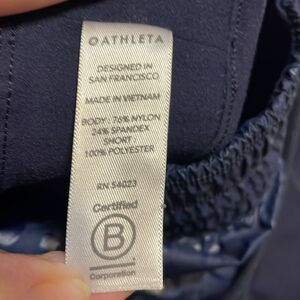 ATHLETA
DESIGNED IN
SAN FRANCISCO
MADE IN VIETNAM
BODY : 76% NYLON
24% SPANDEX
SHORT :
100% POLYESTER
RN 54023
Certified
B
Corporation